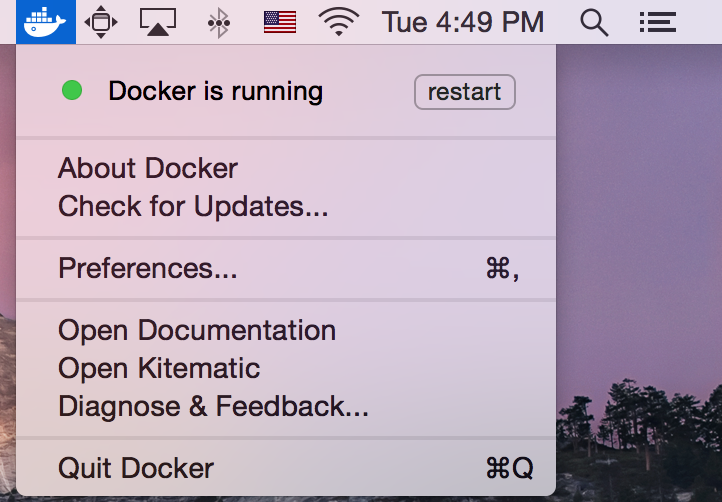 Tue 4:49 PM
Docker is running restart
About Docker
Check for Updates...
Preferences... ⌘,
Open Documentation
Open Kitematic
Diagnose & Feedback...
Quit Docker ⌘Q